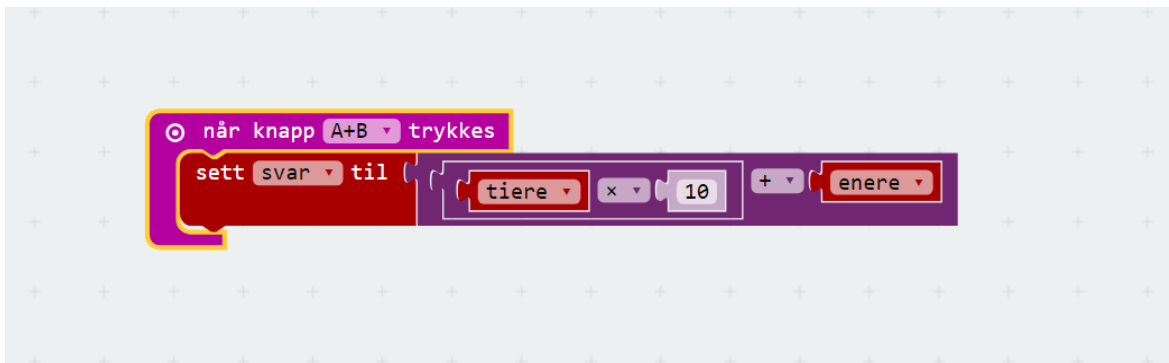 når knapp A+B trykkes
sett svar til tiere × 10 + enere